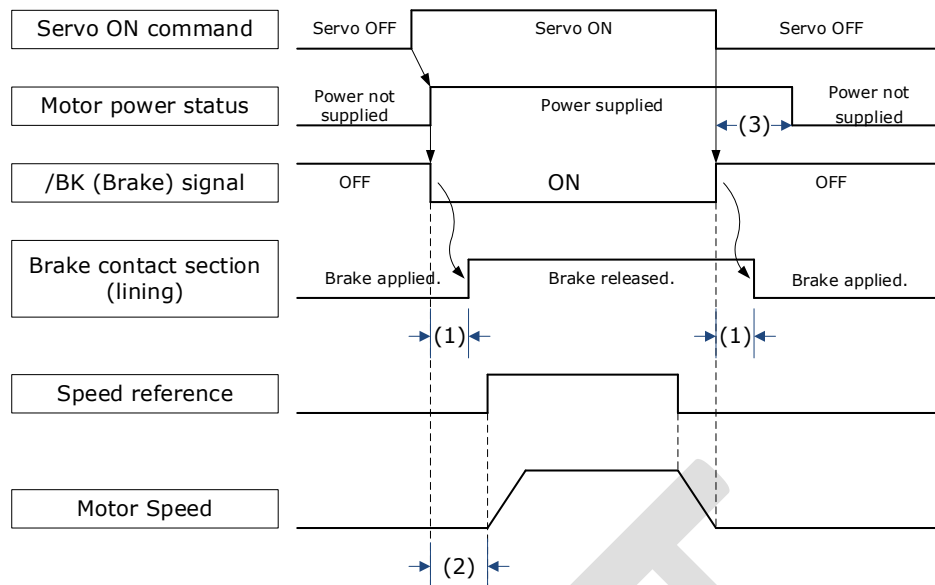 Servo ON command
Servo OFF
Servo ON
Servo OFF
Motor power status
Power not
supplied
Power supplied
Power not
supplied
(3)
/BK (Brake) signal
OFF
ON
OFF
Brake contact section
(lining)
Brake applied.
Brake released.
Brake applied.
(1)
(1)
Speed reference
Motor Speed
(2)